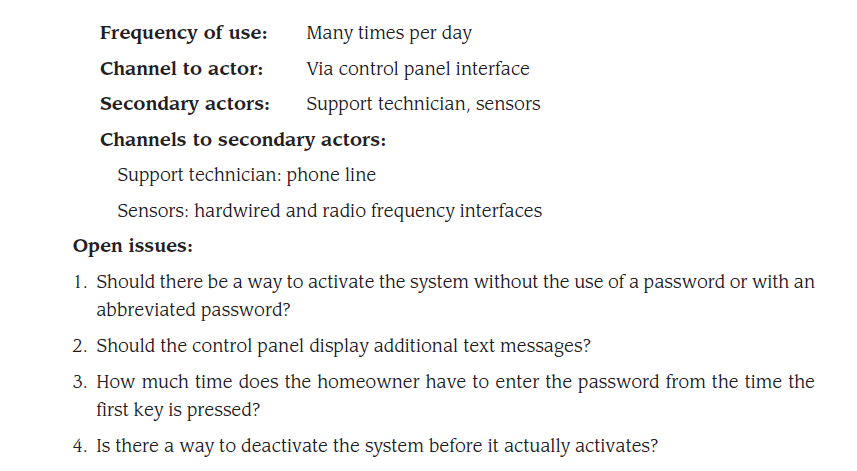 Frequency of use: Many times per day
Channel to actor: Via control panel interface
Secondary actors: Support technician, sensors
Channels to secondary actors:
Support technician: phone line
Sensors: hardwired and radio frequency interfaces
Open issues:
1. Should there be a way to activate the system without the use of a password or with an
abbreviated password?
2. Should the control panel display additional text messages?
3. How much time does the homeowner have to enter the password from the time the
first key is pressed?
4. Is there a way to deactivate the system before it actually activates?